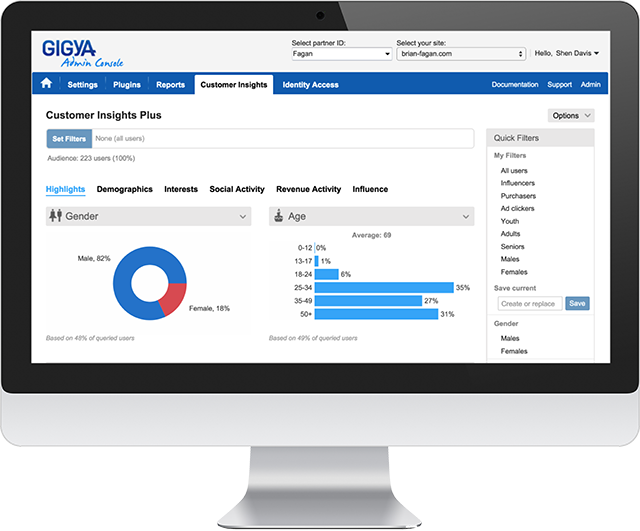 GIGYA
Admin Console
Select partner ID:
Fagan
Select your site:
brian-fagan.com
Hello, Shen Davis
Settings
Plugins
Reports
Customer Insights
Identity Access
Documentation
Support
Admin
Customer Insights Plus
Options
Set Filters
None (all users)
Audience: 223 users (100%)
Highlights
Demographics
Interests
Social Activity
Revenue Activity
Influence
Gender
Male, 82%
Female, 18%
Based on 48% of queried users
Age
Average: 69
0-12 0%
13-17 1%
18-24 6%
25-34 35%
35-49 27%
50+ 31%
Based on 49% of queried users
Quick Filters
My Filters
All users
Influencers
Purchasers
Ad clickers
Youth
Adults
Seniors
Males
Females
Save current
Create or replace
Save
Gender
Males
Females